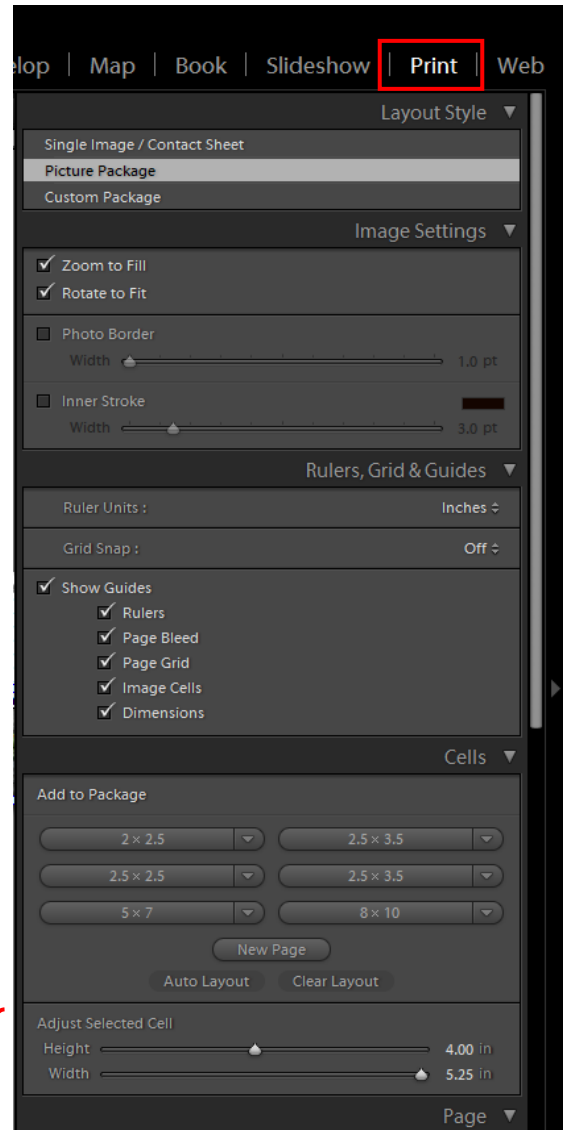 elop | Map | Book | Slideshow | Print | Web
Layout Style
Single Image / Contact Sheet
Picture Package
Custom Package
Image Settings
Zoom to Fill
Rotate to Fit
Photo Border
Width 1.0 pt
Inner Stroke
Width 3.0 pt
Rulers, Grid & Guides
Ruler Units : Inches
Grid Snap : Off
Show Guides
Rulers
Page Bleed
Page Grid
Image Cells
Dimensions
Cells
Add to Package
2 × 2.5 2.5 × 3.5
2.5 × 2.5 2.5 × 3.5
5 × 7 8 × 10
New Page
Auto Layout Clear Layout
Adjust Selected Cell
Height 4.00 in
Width 5.25 in
Page